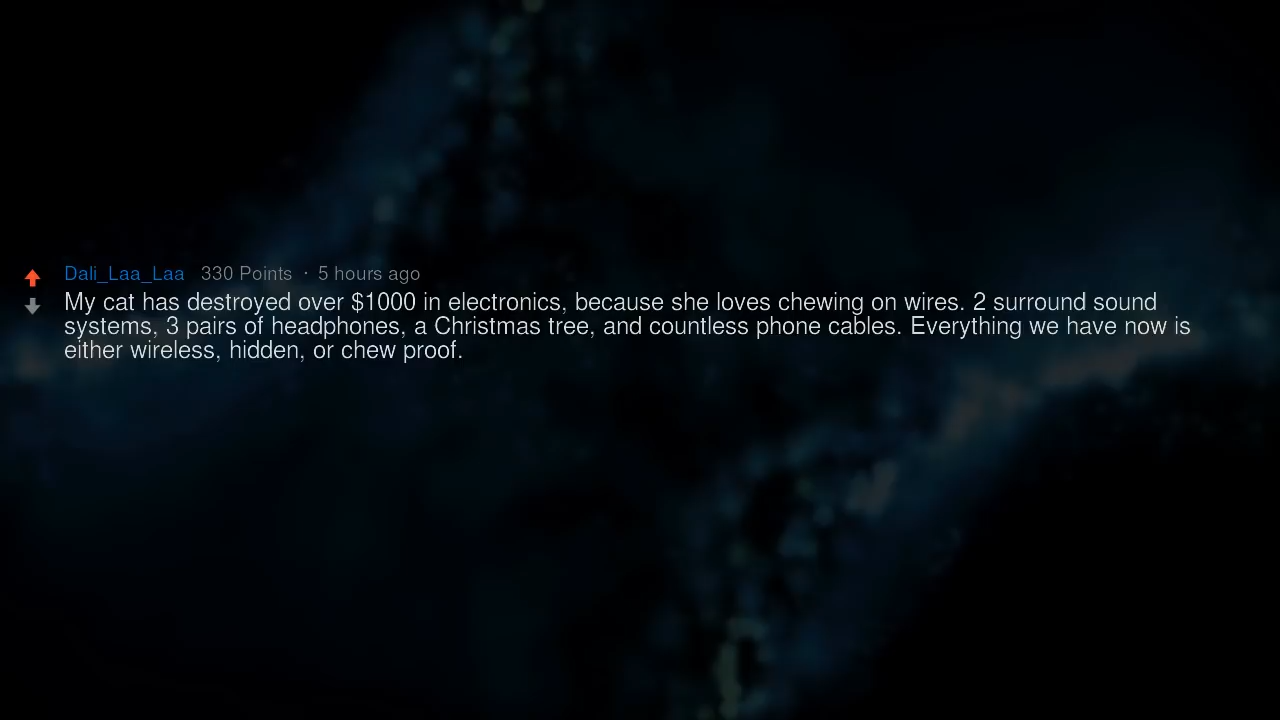 Dali_Laa_Laa 330 Points · 5 hours ago
My cat has destroyed over $1000 in electronics, because she loves chewing on wires. 2 surround sound
systems, 3 pairs of headphones, a Christmas tree, and countless phone cables. Everything we have now is
either wireless, hidden, or chew proof.